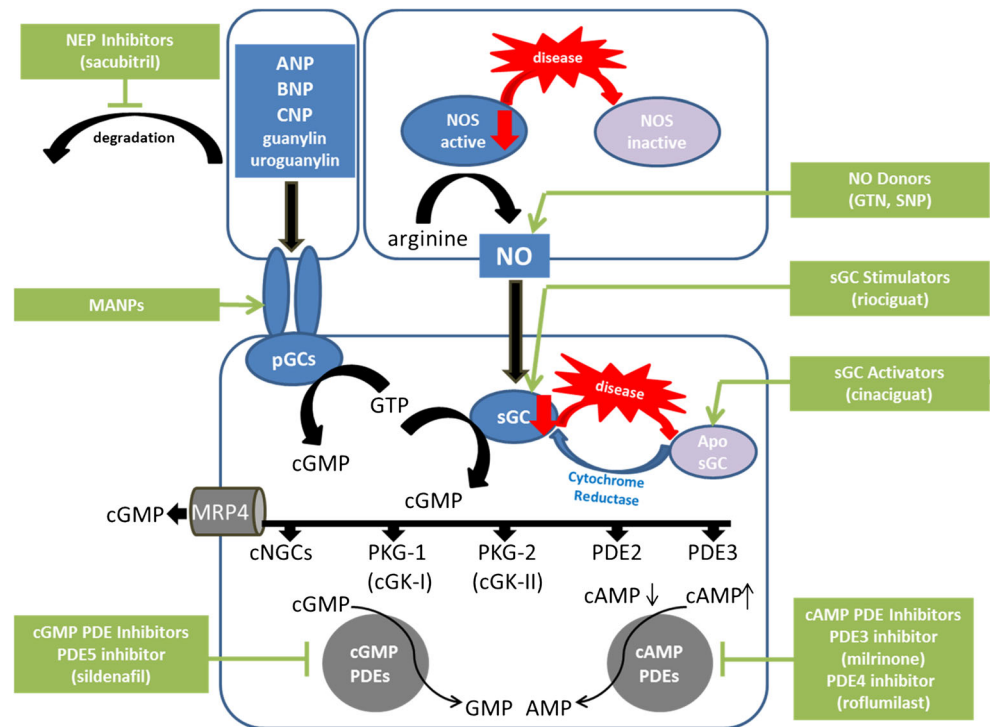 NEP Inhibitors
(sacubitril)
degradation
ANP
BNP
CNP
guanylin
uroguanylin
disease
NOS
active
NOS
inactive
arginine
NO
NO Donors
(GTN, SNP)
sGC Stimulators
(riociguat)
sGC Activators
(cinaciguat)
MANPs
pGCs
GTP
cGMP
sGC
disease
Apo
sGC
Cytochrome
Reductase
cGMP
cGMP
MRP4
cNGCs
PKG-1
(cGK-I)
PKG-2
(cGK-II)
PDE2
PDE3
cGMP
cAMP ↓
cAMP↑
cGMP
PDEs
cAMP
PDEs
GMP
AMP
cGMP PDE Inhibitors
PDE5 inhibitor
(sildenafil)
cAMP PDE Inhibitors
PDE3 inhibitor
(milrinone)
PDE4 inhibitor
(roflumilast)